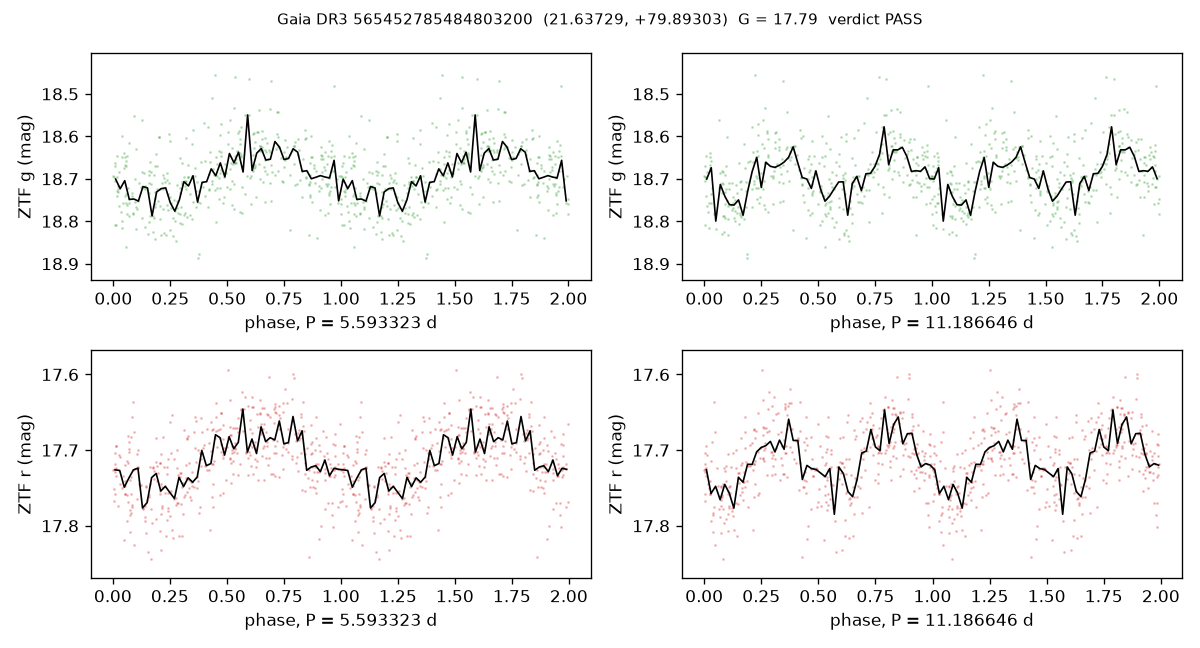 Gaia DR3 565452785484803200 (21.63729, +79.89303) G = 17.79 verdict PASS
ZTF g (mag)
18.5
18.6
18.7
18.8
18.9
0.00 0.25 0.50 0.75 1.00 1.25 1.50 1.75 2.00
phase, P = 5.593323 d
ZTF g (mag)
18.5
18.6
18.7
18.8
18.9
0.00 0.25 0.50 0.75 1.00 1.25 1.50 1.75 2.00
phase, P = 11.186646 d
ZTF r (mag)
17.6
17.7
17.8
0.00 0.25 0.50 0.75 1.00 1.25 1.50 1.75 2.00
phase, P = 5.593323 d
ZTF r (mag)
17.6
17.7
17.8
0.00 0.25 0.50 0.75 1.00 1.25 1.50 1.75 2.00
phase, P = 11.186646 d